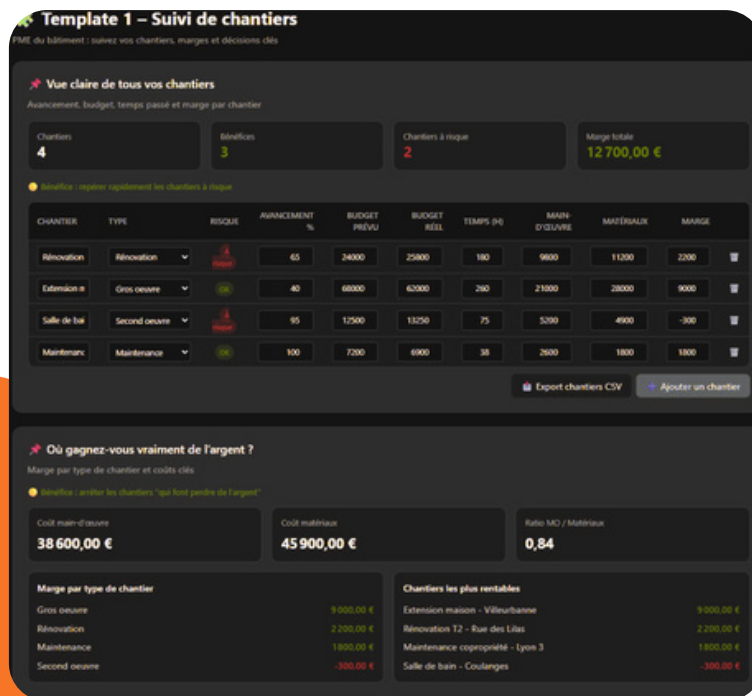 Template 1 – Suivi de chantiers
PME du bâtiment : suivez vos chantiers, marges et décisions clés
Vue claire de tous vos chantiers
Avancement, budget, temps passé et marge par chantier
Chantiers
4
Bénéfices
3
Chantiers à risque
2
Marge totale
12 700,00 €
Bénéfice : repérer rapidement les chantiers à risque
CHANTIER TYPE RISQUE AVANCEMENT % BUDGET PRÉVU BUDGET RÉEL TEMPS (H) MAIN-D'ŒUVRE MATÉRIAUX MARGE
Rénovation Rénovation À risque 65 24000 25800 180 9800 11200 2200
Extension m Gros oeuvre OK 40 68000 62000 260 21000 28000 9000
Salle de bai Second oeuvre À risque 95 12500 13250 75 5200 4900 -300
Maintenanc Maintenance OK 100 7200 6900 38 2600 1800 1800
Export chantiers CSV
+ Ajouter un chantier
Où gagnez-vous vraiment de l'argent ?
Marge par type de chantier et coûts clés
Bénéfice : arrêter les chantiers "qui font perdre de l'argent"
Coût main-d'œuvre
38 600,00 €
Coût matériaux
45 900,00 €
Ratio MO / Matériaux
0,84
Marge par type de chantier
Gros oeuvre 9 000,00 €
Rénovation 2 200,00 €
Maintenance 1 800,00 €
Second oeuvre -300,00 €
Chantiers les plus rentables
Extension maison - Villeurbanne 9 000,00 €
Rénovation T2 - Rue des Lilas 2 200,00 €
Maintenance copropriété - Lyon 3 1 800,00 €
Salle de bain - Coulanges -300,00 €